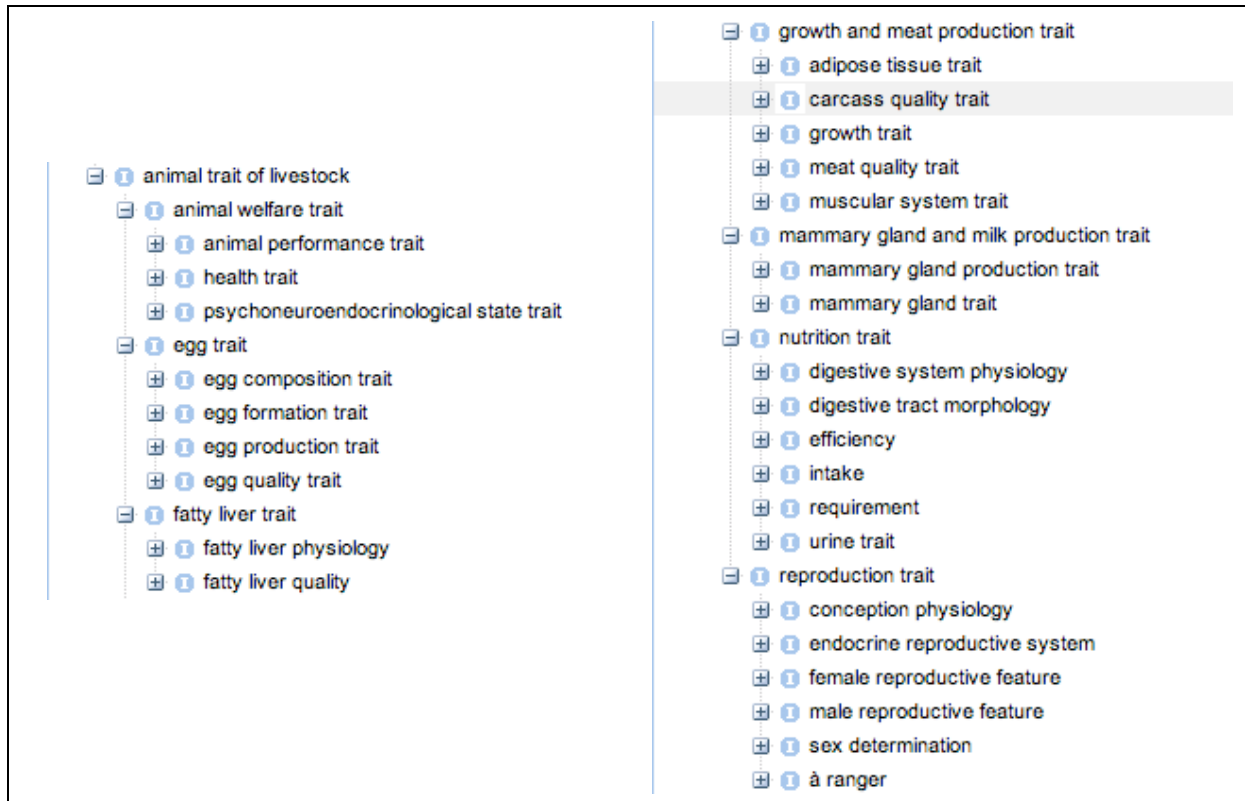 animal trait of livestock
animal welfare trait
animal performance trait
health trait
psychoneuroendocrinological state trait
egg trait
egg composition trait
egg formation trait
egg production trait
egg quality trait
fatty liver trait
fatty liver physiology
fatty liver quality
growth and meat production trait
adipose tissue trait
carcass quality trait
growth trait
meat quality trait
muscular system trait
mammary gland and milk production trait
mammary gland production trait
mammary gland trait
nutrition trait
digestive system physiology
digestive tract morphology
efficiency
intake
requirement
urine trait
reproduction trait
conception physiology
endocrine reproductive system
female reproductive feature
male reproductive feature
sex determination
à ranger